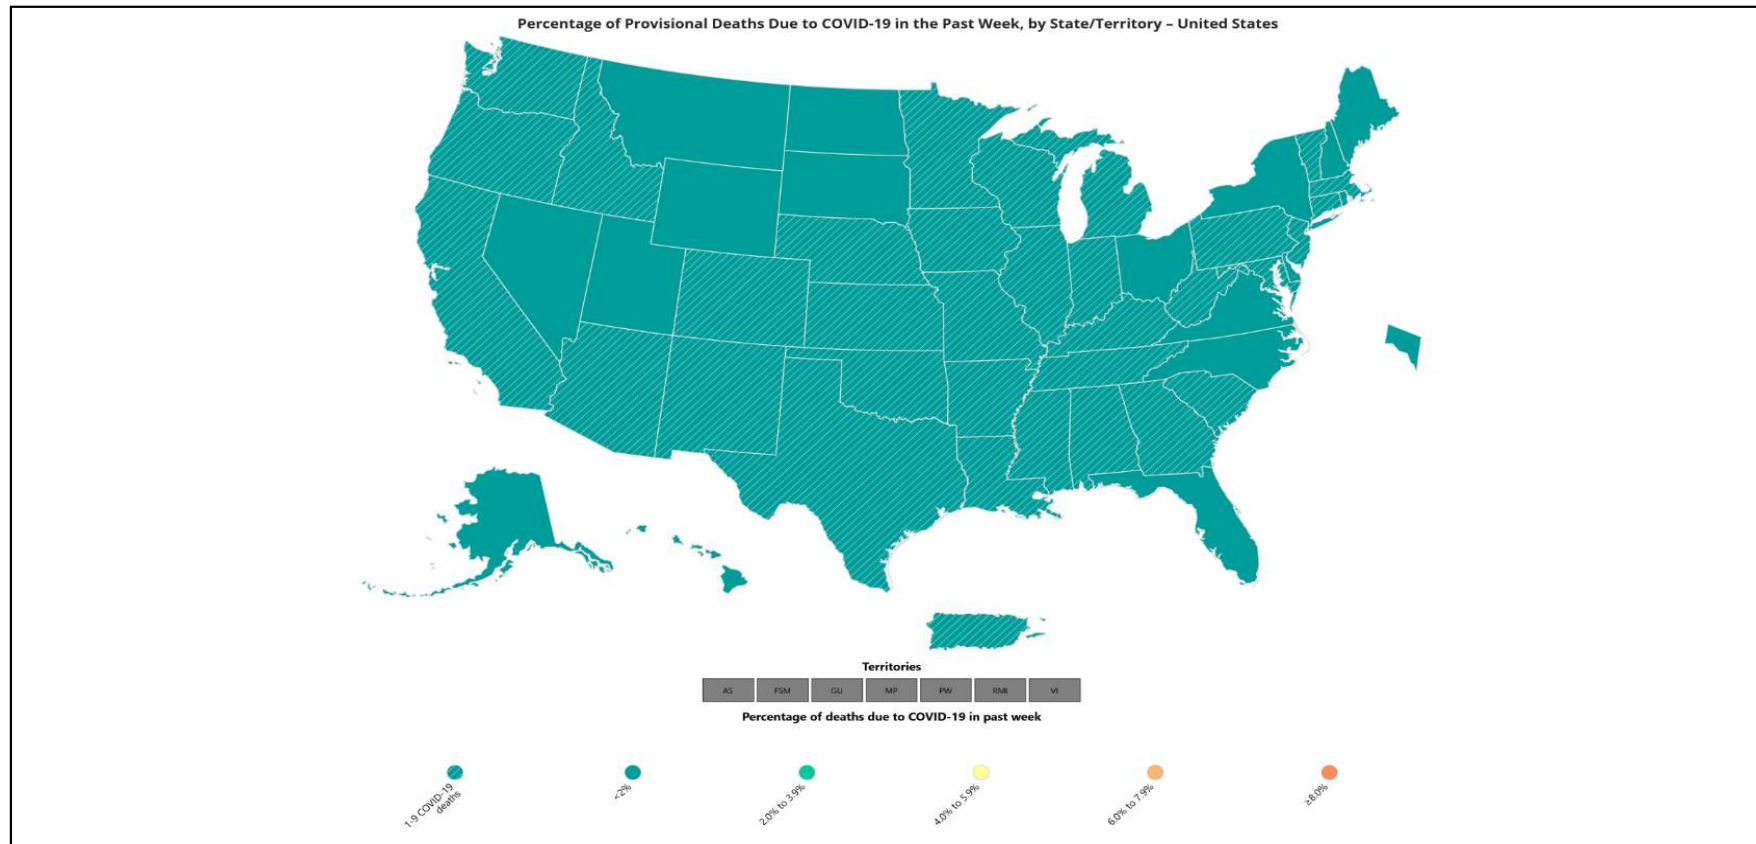 Percentage of Provisional Deaths Due to COVID-19 in the Past Week, by State/Territory – United States
Territories
AS FSM GU MP PW RMI VI
Percentage of deaths due to COVID-19 in past week
1-9 COVID-19
deaths
<2%
2.0% to 3.9%
4.0% to 5.9%
6.0% to 7.9%
≥8.0%